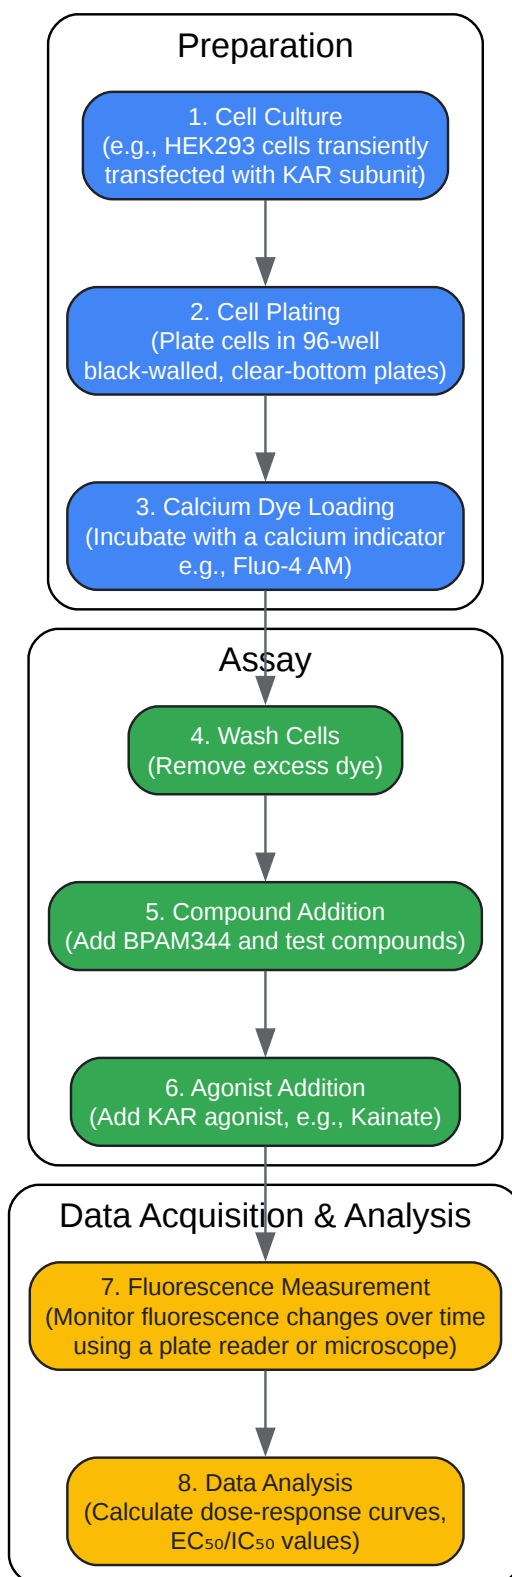 Preparation
1. Cell Culture
(e.g., HEK293 cells transiently
transfected with KAR subunit)
2. Cell Plating
(Plate cells in 96-well
black-walled, clear-bottom plates)
3. Calcium Dye Loading
(Incubate with a calcium indicator
e.g., Fluo-4 AM)
Assay
4. Wash Cells
(Remove excess dye)
5. Compound Addition
(Add BPAM344 and test compounds)
6. Agonist Addition
(Add KAR agonist, e.g., Kainate)
Data Acquisition & Analysis
7. Fluorescence Measurement
(Monitor fluorescence changes over time
using a plate reader or microscope)
8. Data Analysis
(Calculate dose-response curves,
EC₅₀/IC₅₀ values)